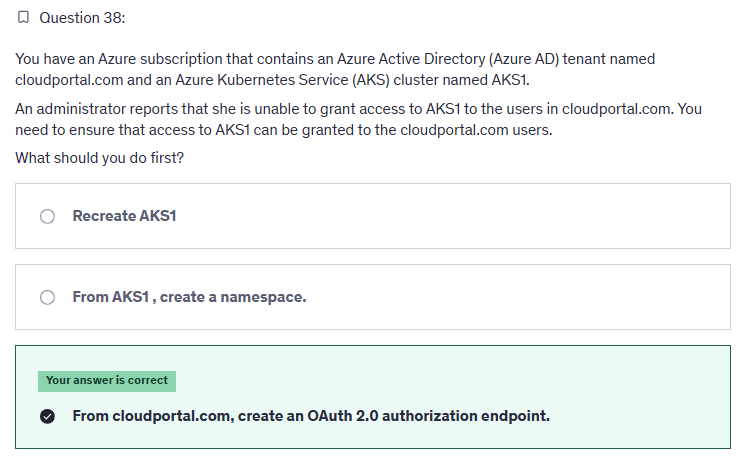 Question 38:
You have an Azure subscription that contains an Azure Active Directory (Azure AD) tenant named
cloudportal.com and an Azure Kubernetes Service (AKS) cluster named AKS1.
An administrator reports that she is unable to grant access to AKS1 to the users in cloudportal.com. You
need to ensure that access to AKS1 can be granted to the cloudportal.com users.
What should you do first?
Recreate AKS1
From AKS1 , create a namespace.
Your answer is correct
From cloudportal.com, create an OAuth 2.0 authorization endpoint.